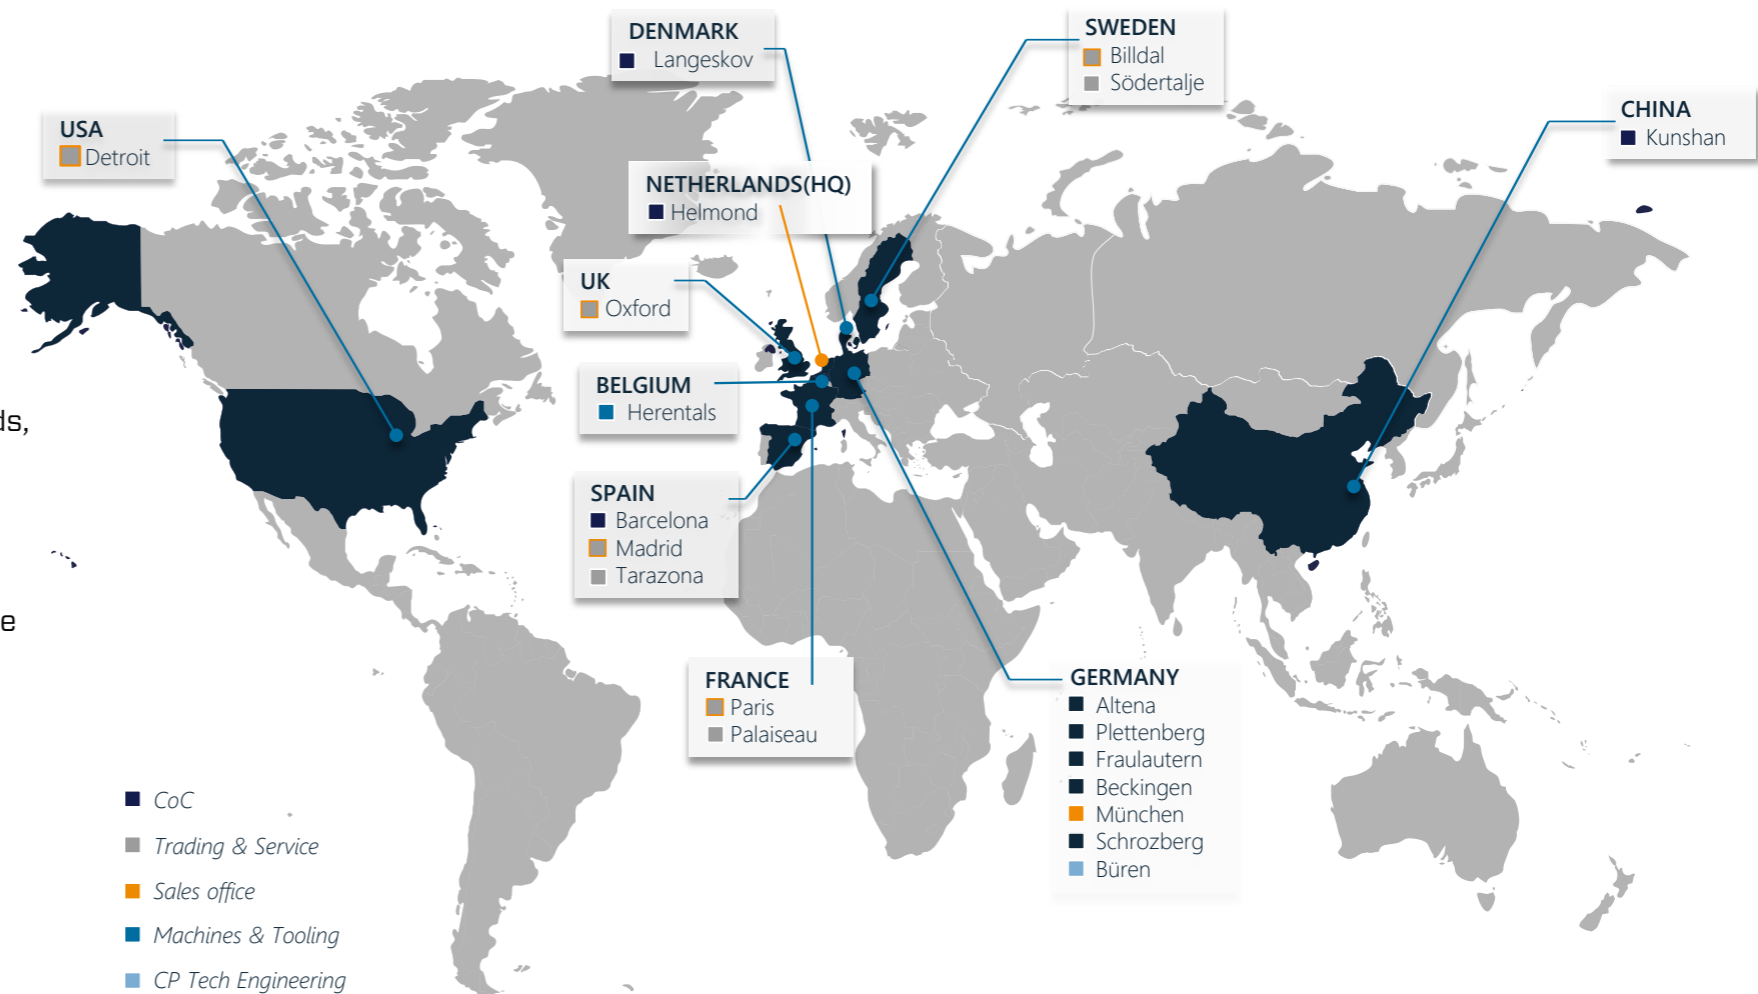 DENMARK
Langeskov
SWEDEN
Billdal
Södertalje
CHINA
Kunshan
USA
Detroit
NETHERLANDS(HQ)
Helmond
UK
Oxford
BELGIUM
Herentals
ds,
SPAIN
Barcelona
Madrid
Tarazona
e
FRANCE
Paris
Palaiseau
GERMANY
Altena
Plettenberg
Fraulautern
Beckingen
München
Schrozberg
Büren
CoC
Trading & Service
Sales office
Machines & Tooling
CP Tech Engineering